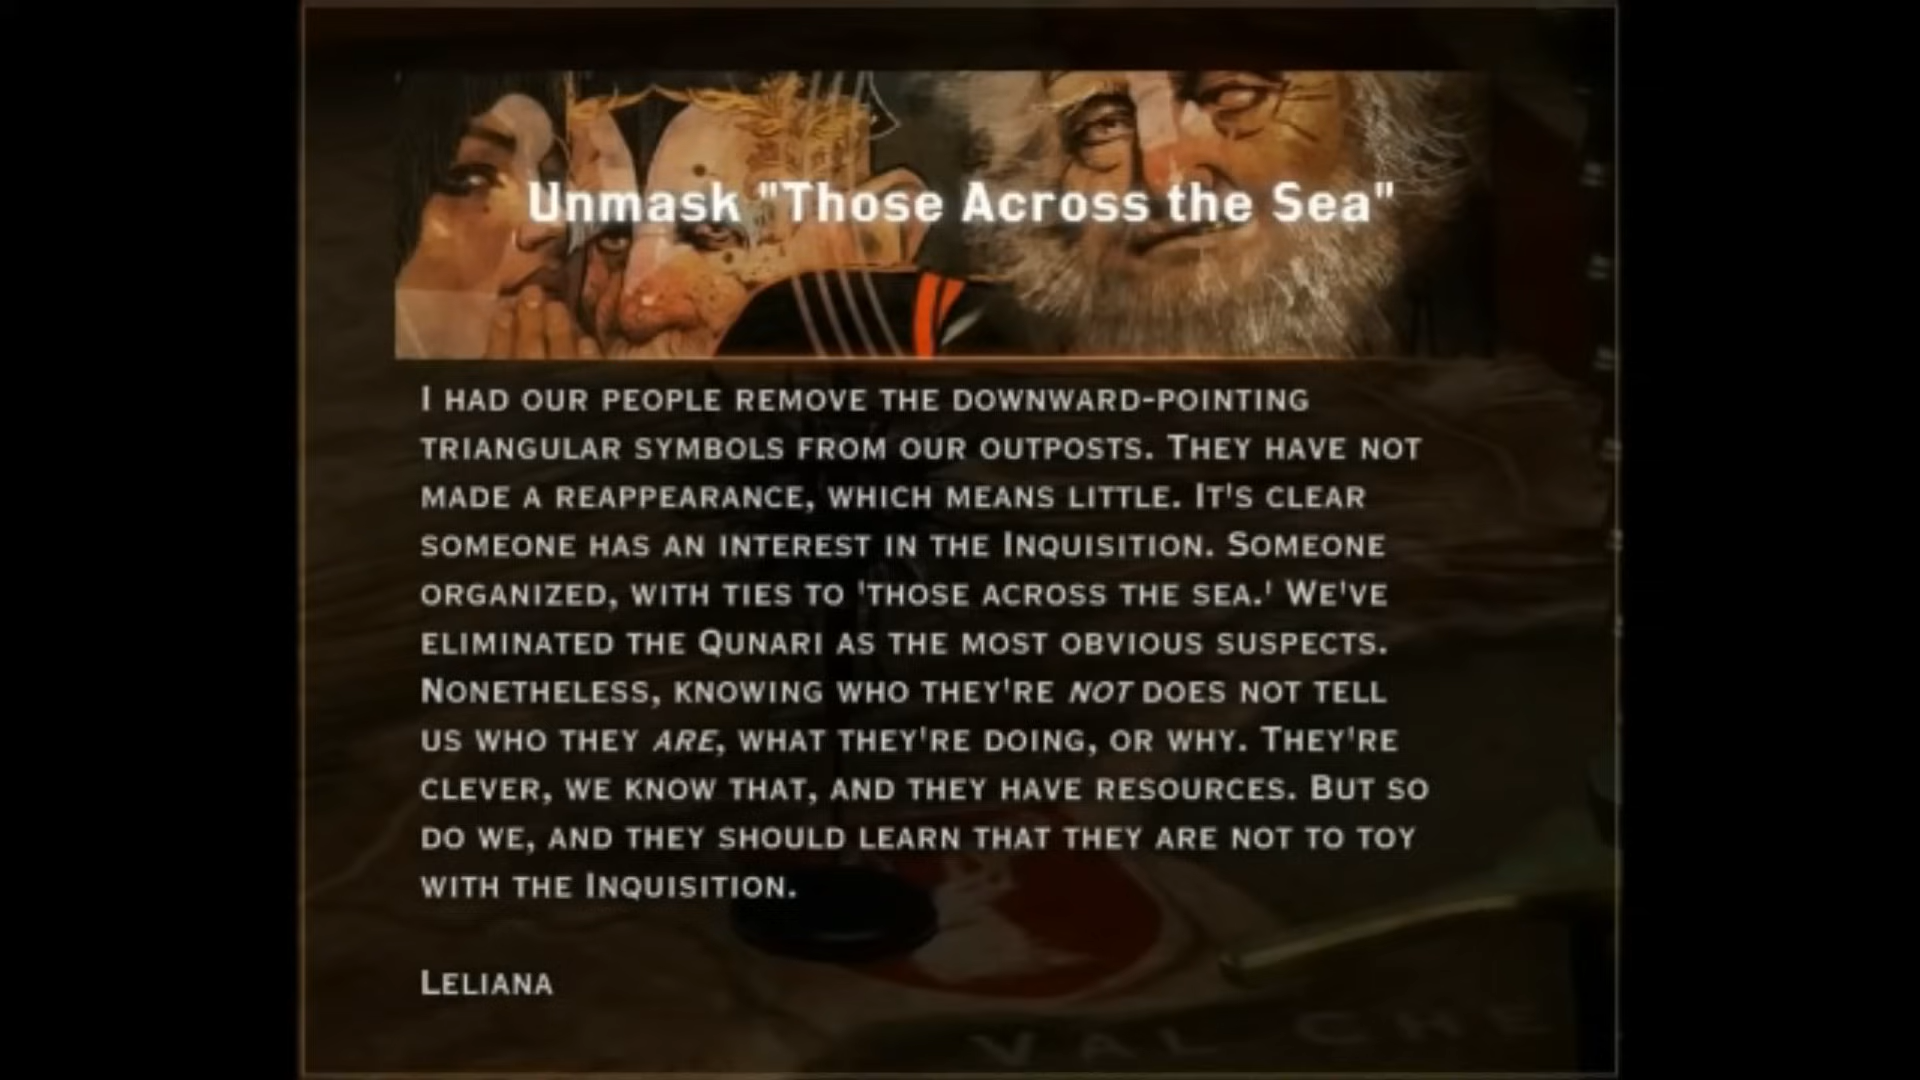 Unmask "Those Across the Sea"
I had our people remove the downward-pointing
triangular symbols from our outposts. They have not
made a reappearance, which means little. It's clear
someone has an interest in the Inquisition. Someone
organized, with ties to 'those across the sea.' We've
eliminated the Qunari as the most obvious suspects.
Nonetheless, knowing who they're not does not tell
us who they are, what they're doing, or why. They're
clever, we know that, and they have resources. But so
do we, and they should learn that they are not to toy
with the Inquisition.
Leliana
VAL CHE